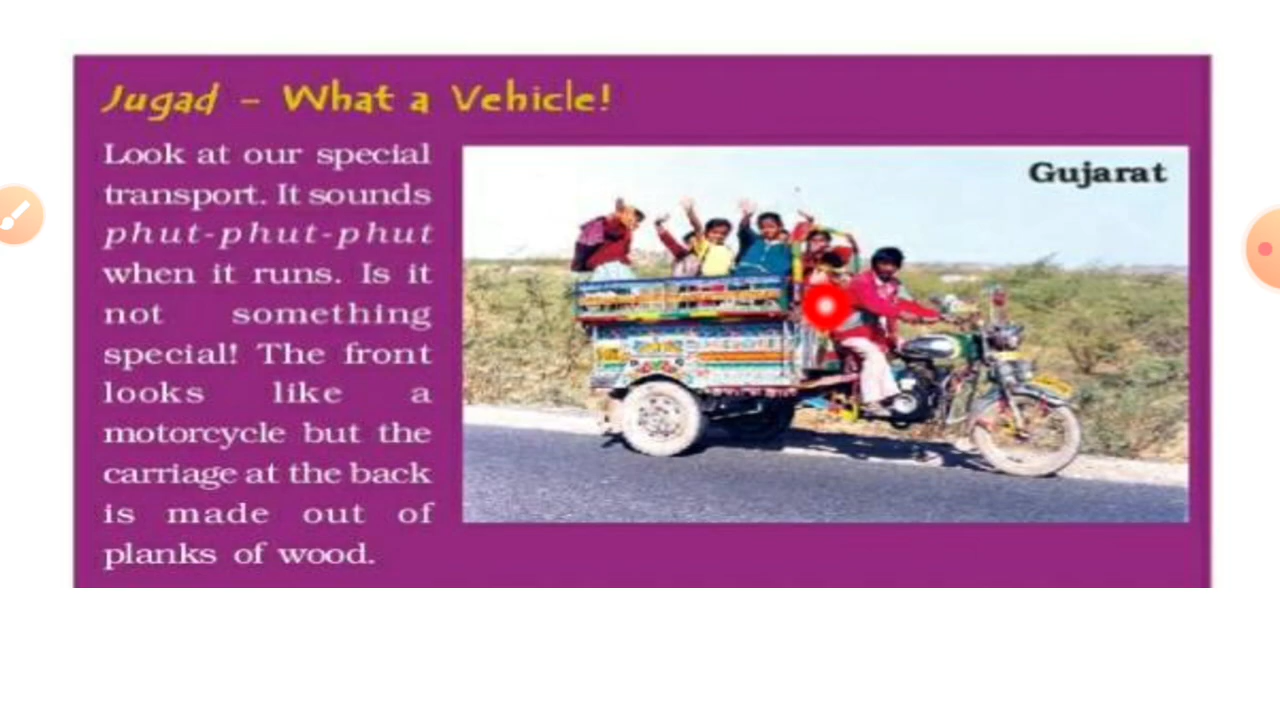 Jugad – What a Vehicle!
Look at our special
transport. It sounds
phut-phut-phut
when it runs. Is it
not something
special! The front
looks like a
motorcycle but the
carriage at the back
is made out of
planks of wood.
Gujarat